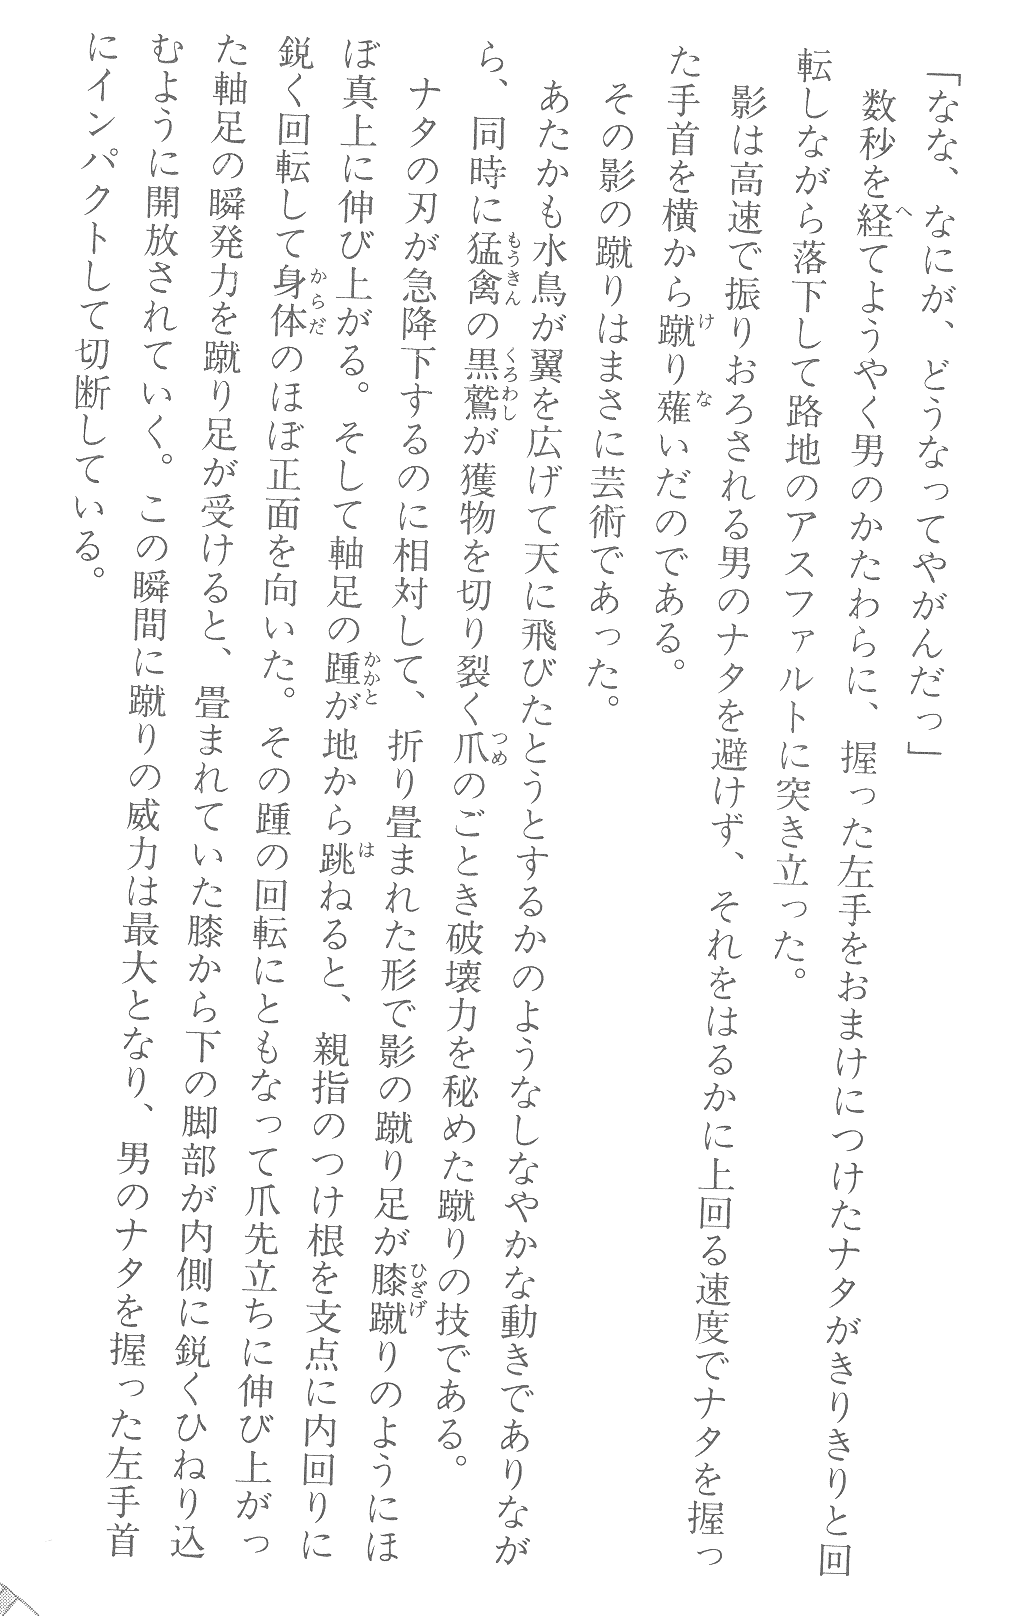 「なな、なにが、どうなってやがんだっ」
数秒を経てようやく男のかたわらに、握った左手をおまけにつけたナタがきりきりと回
転しながら落下して路地のアスファルトに突き立った。
影は高速で振りおろされる男のナタを避けず、それをはるかに上回る速度でナタを握っ
た手首を横から蹴り薙いだのである。
その影の蹴りはまさに芸術であった。
あたかも水鳥が翼を広げて天に飛びたとうとするかのようなしなやかな動きでありなが
ら、同時に猛禽の黒鷲が獲物を切り裂く爪のごとき破壊力を秘めた蹴りの技である。
ナタの刃が急降下するのに相対して、折り畳まれた形で影の蹴り足が膝蹴りのようにほ
ぼ真上に伸び上がる。そして軸足の踵が地から跳ねると、親指のつけ根を支点に内回りに
鋭く回転して身体のほぼ正面を向いた。その踵の回転にともなって爪先立ちに伸び上がっ
た軸足の瞬発力を蹴り足が受けると、畳まれていた膝から下の脚部が内側に鋭くひねり込
むように開放されていく。この瞬間に蹴りの威力は最大となり、男のナタを握った左手首
にインパクトして切断している。